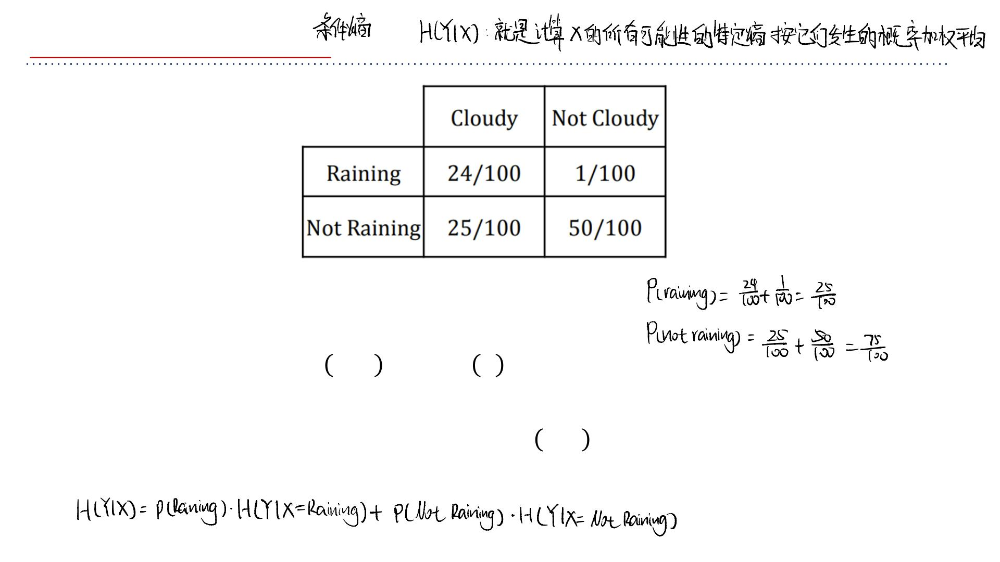 条件熵 H(Y|X): 就是计算X的所有可能性的特定熵 按它们发生的概率加权平均
Cloudy Not Cloudy
Raining 24/100 1/100
Not Raining 25/100 50/100
P(raining) = 24/100 + 1/100 = 25/100
P(not raining) = 25/100 + 50/100 = 75/100
( ) ( )
( )
H(Y|X) = P(Raining)·H(Y|X=Raining) + P(Not Raining)·H(Y|X=Not Raining)